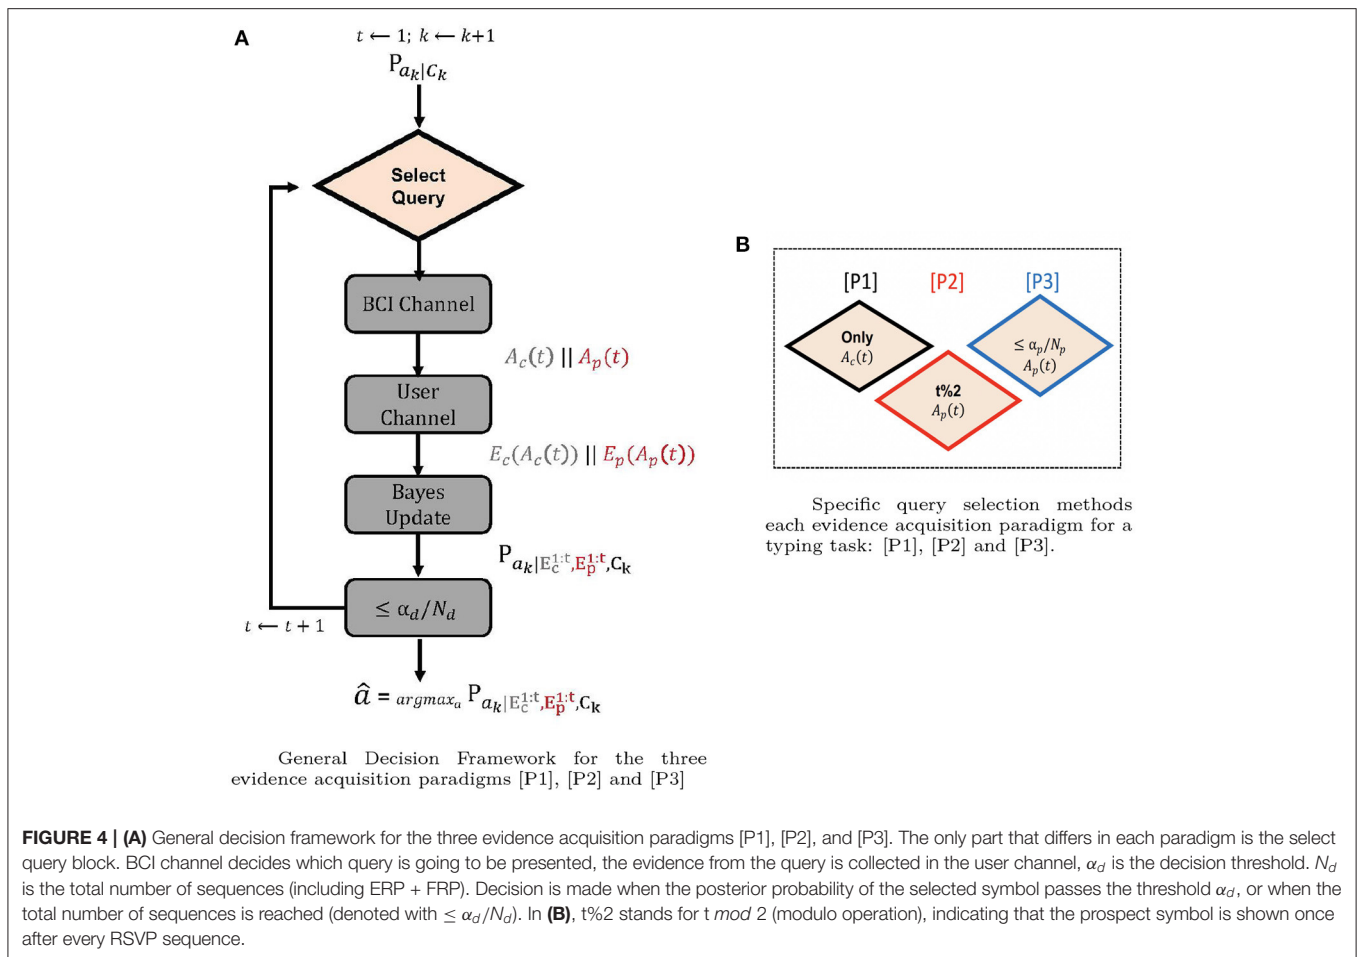 A
t ← 1; k ← k+1
P_{a_k|C_k}
Select
Query
BCI Channel
A_c(t) || A_p(t)
User
Channel
E_c(A_c(t)) || E_p(A_p(t))
Bayes
Update
P_{a_k|E_c^{1:t},E_p^{1:t},C_k}
≤ α_d/N_d
t ← t + 1
â = argmax_a P_{a_k|E_c^{1:t},E_p^{1:t},C_k}
General Decision Framework for the three
evidence acquisition paradigms [P1], [P2] and [P3]
B
[P1] [P2] [P3]
Only
A_c(t)
t%2
A_p(t)
≤ α_p/N_p
A_p(t)
Specific query selection methods
each evidence acquisition paradigm for a
typing task: [P1], [P2] and [P3].
FIGURE 4 | (A) General decision framework for the three evidence acquisition paradigms [P1], [P2], and [P3]. The only part that differs in each paradigm is the select
query block. BCI channel decides which query is going to be presented, the evidence from the query is collected in the user channel, α_d is the decision threshold. N_d
is the total number of sequences (including ERP + FRP). Decision is made when the posterior probability of the selected symbol passes the threshold α_d, or when the
total number of sequences is reached (denoted with ≤ α_d/N_d). In (B), t%2 stands for t mod 2 (modulo operation), indicating that the prospect symbol is shown once
after every RSVP sequence.